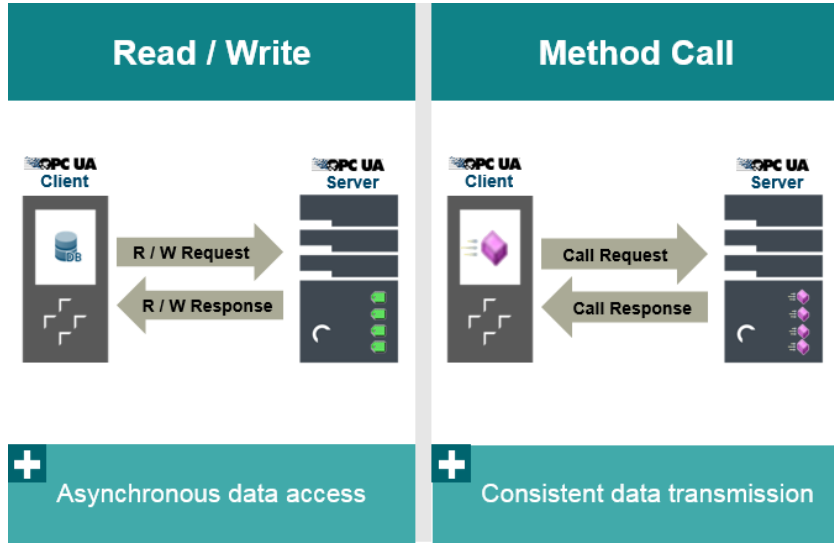 Read / Write
OPC UA
Client
OPC UA
Server
DB
R / W Request
R / W Response
Asynchronous data access
Method Call
OPC UA
Client
OPC UA
Server
Call Request
Call Response
Consistent data transmission